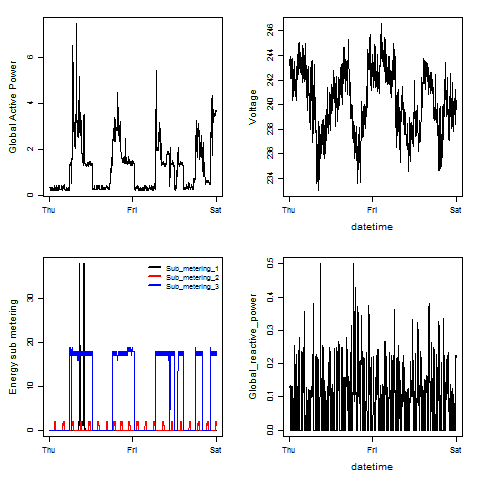 Global Active Power
0 2 4 6
Thu Fri Sat
Voltage
234 236 238 240 242 244 246
Thu Fri Sat
datetime
Energy sub metering
0 10 20 30
Sub_metering_1
Sub_metering_2
Sub_metering_3
Thu Fri Sat
Global_reactive_power
0.0 0.1 0.2 0.3 0.4 0.5
Thu Fri Sat
datetime